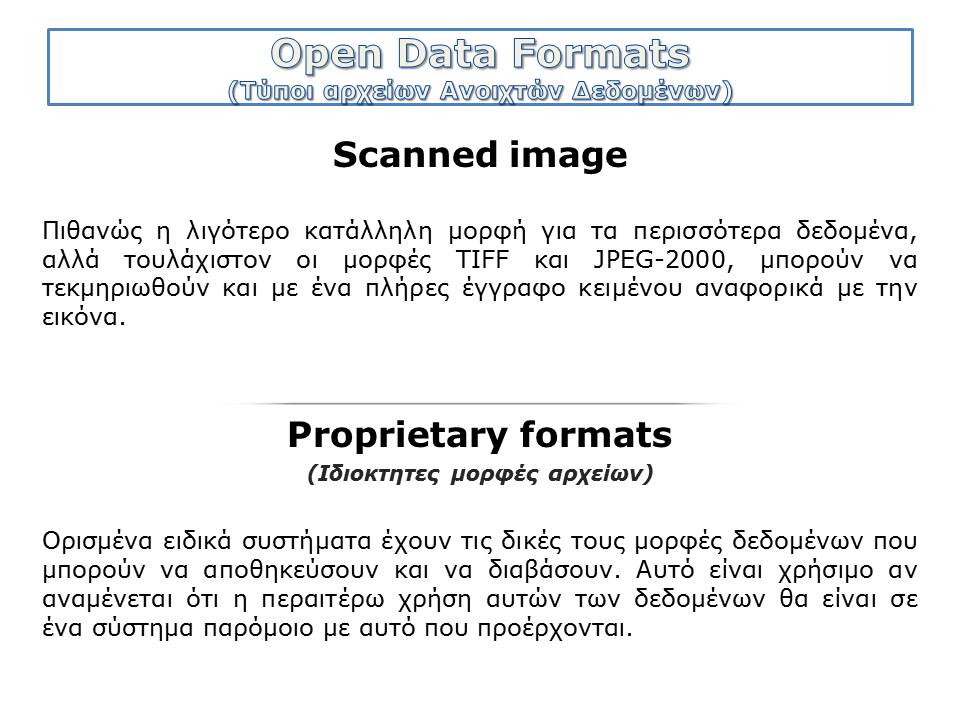 Open Data Formats
(Τύποι αρχείων Ανοιχτών Δεδομένων)
Scanned image
Πιθανώς η λιγότερο κατάλληλη μορφή για τα περισσότερα δεδομένα,
αλλά τουλάχιστον οι μορφές TIFF και JPEG-2000, μπορούν να
τεκμηριωθούν και με ένα πλήρες έγγραφο κειμένου αναφορικά με την
εικόνα.
Proprietary formats
(Ιδιοκτητες μορφές αρχείων)
Ορισμένα ειδικά συστήματα έχουν τις δικές τους μορφές δεδομένων που
μπορούν να αποθηκεύσουν και να διαβάσουν. Αυτό είναι χρήσιμο αν
αναμένεται ότι η περαιτέρω χρήση αυτών των δεδομένων θα είναι σε
ένα σύστημα παρόμοιο με αυτό που προέρχονται.